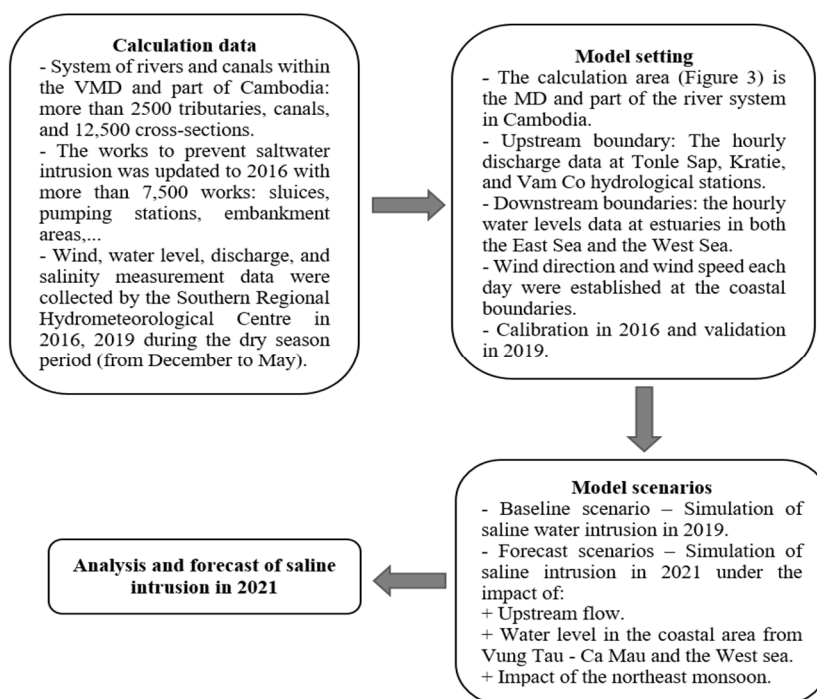 Calculation data
- System of rivers and canals within
the VMD and part of Cambodia:
more than 2500 tributaries, canals,
and 12,500 cross-sections.
- The works to prevent saltwater
intrusion was updated to 2016 with
more than 7,500 works: sluices,
pumping stations, embankment
areas,...
- Wind, water level, discharge, and
salinity measurement data were
collected by the Southern Regional
Hydrometeorological Centre in
2016, 2019 during the dry season
period (from December to May).
Model setting
- The calculation area (Figure 3) is
the MD and part of the river system
in Cambodia.
- Upstream boundary: The hourly
discharge data at Tonle Sap, Kratie,
and Vam Co hydrological stations.
- Downstream boundaries: the hourly
water levels data at estuaries in both
the East Sea and the West Sea.
- Wind direction and wind speed each
day were established at the coastal
boundaries.
- Calibration in 2016 and validation
in 2019.
Model scenarios
- Baseline scenario – Simulation of
saline water intrusion in 2019.
- Forecast scenarios – Simulation of
saline intrusion in 2021 under the
impact of:
+ Upstream flow.
+ Water level in the coastal area from
Vung Tau - Ca Mau and the West sea.
+ Impact of the northeast monsoon.
Analysis and forecast of saline
intrusion in 2021